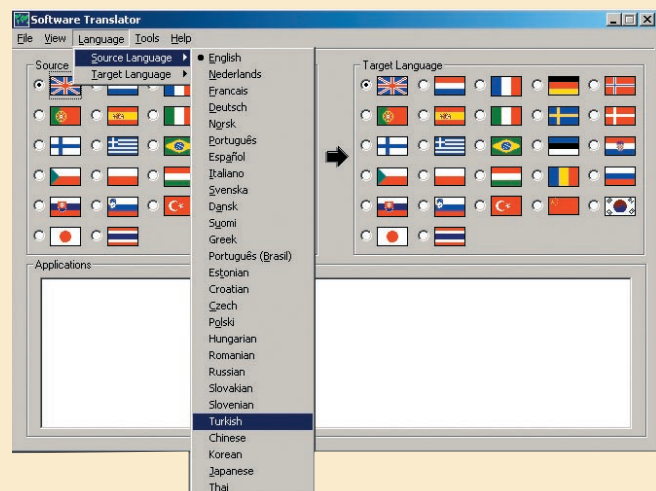 Software Translator
File View Language Tools Help
Source Language
Target Language
Source
Target Language
English
Nederlands
Francais
Deutsch
Norsk
Português
Español
Italiano
Svenska
Dansk
Suomi
Greek
Português (Brasil)
Estonian
Croatian
Czech
Polski
Hungarian
Romanian
Russian
Slovakian
Slovenian
Turkish
Chinese
Korean
Japanese
Thai
Applications